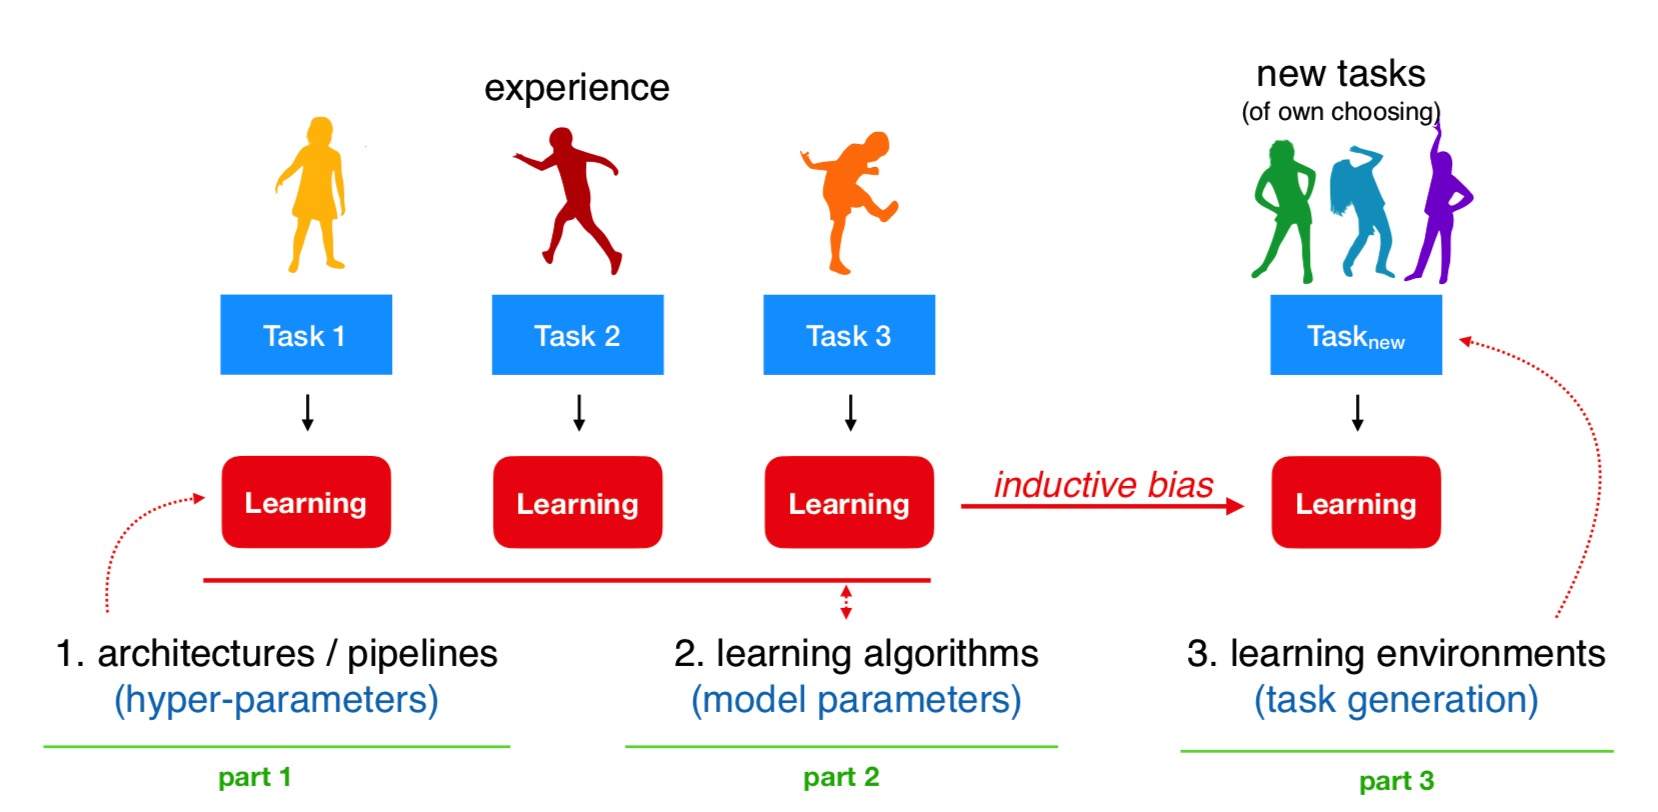 experience
new tasks
(of own choosing)
Task 1
Task 2
Task 3
Tasknew
Learning
Learning
Learning
inductive bias
Learning
1. architectures / pipelines
(hyper-parameters)
2. learning algorithms
(model parameters)
3. learning environments
(task generation)
part 1
part 2
part 3